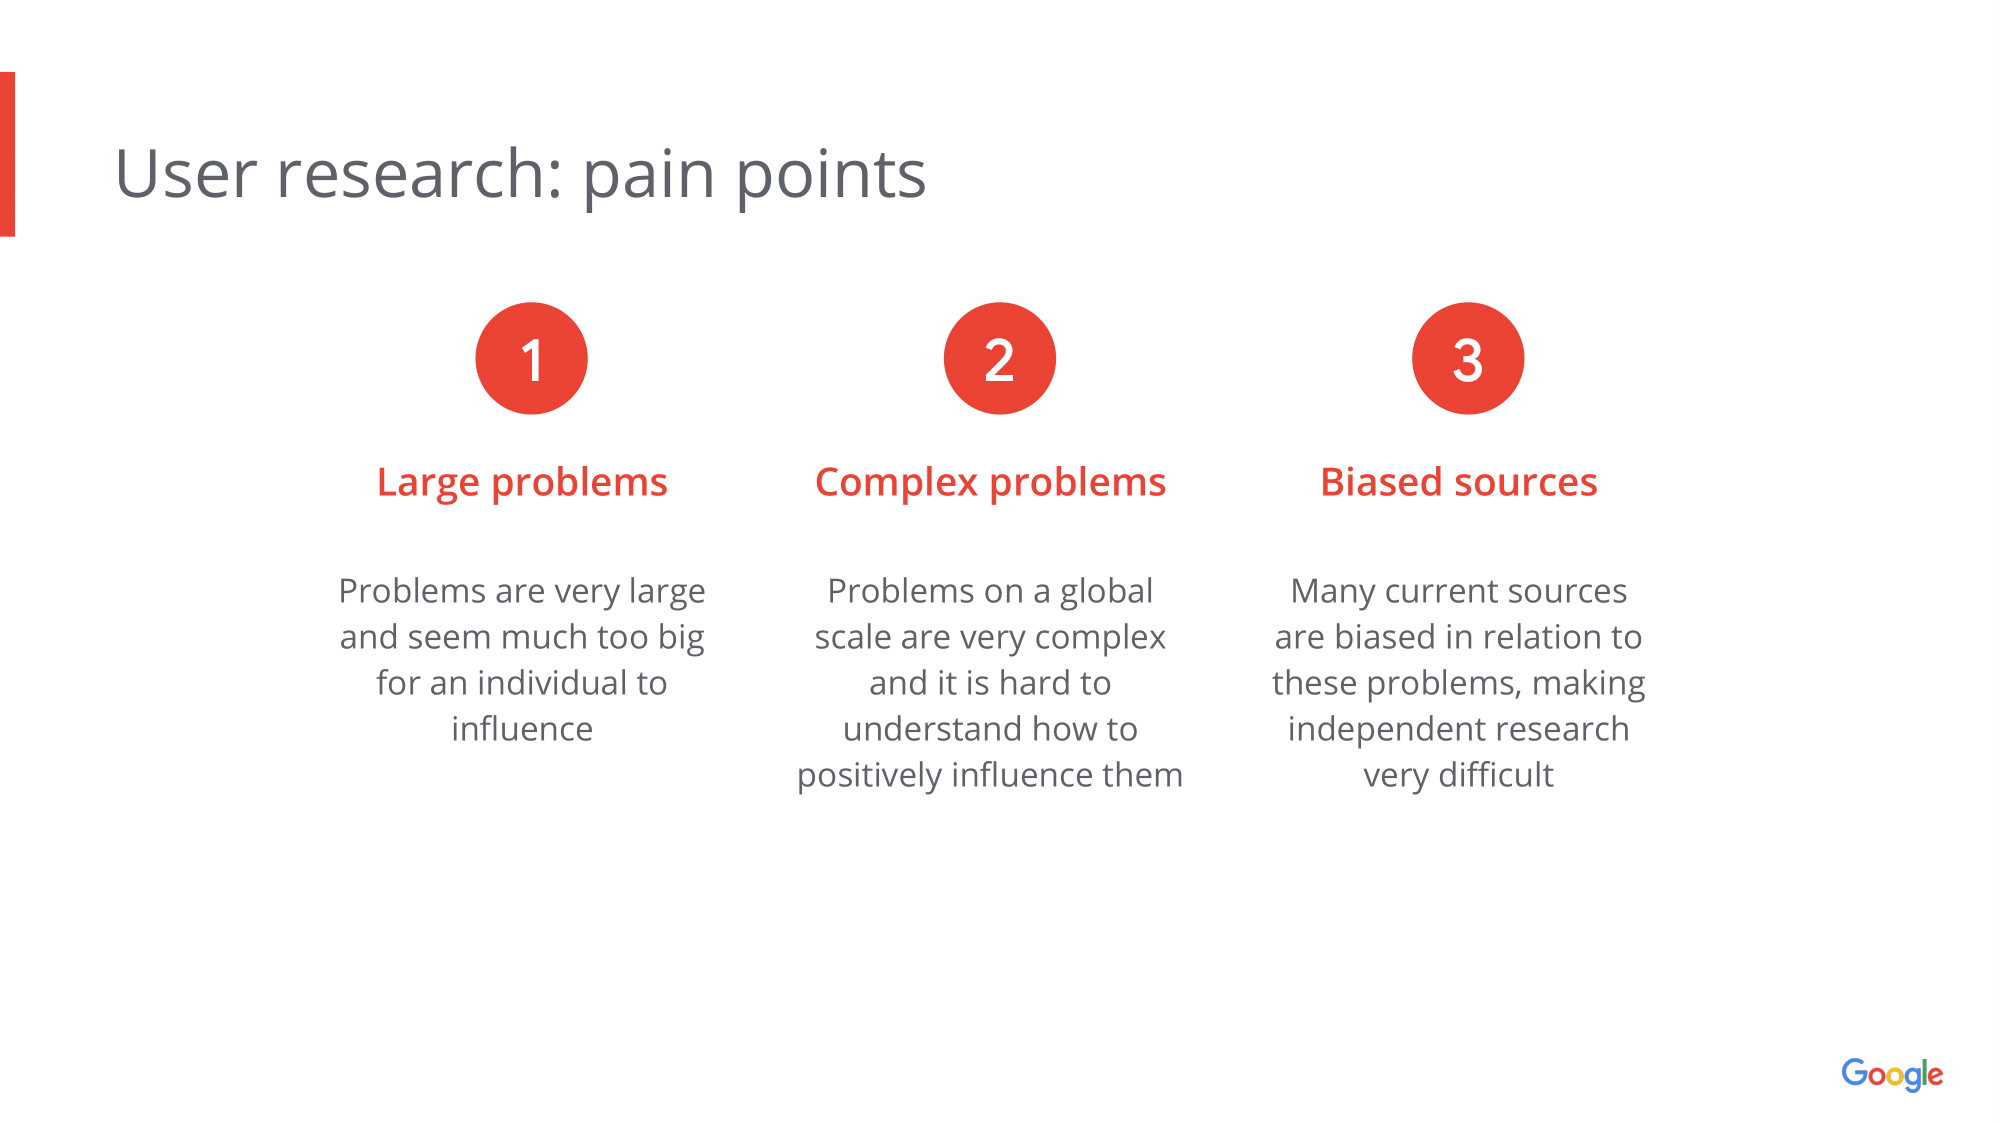 User research: pain points
1
Large problems
Problems are very large
and seem much too big
for an individual to
influence
2
Complex problems
Problems on a global
scale are very complex
and it is hard to
understand how to
positively influence them
3
Biased sources
Many current sources
are biased in relation to
these problems, making
independent research
very difficult
Google